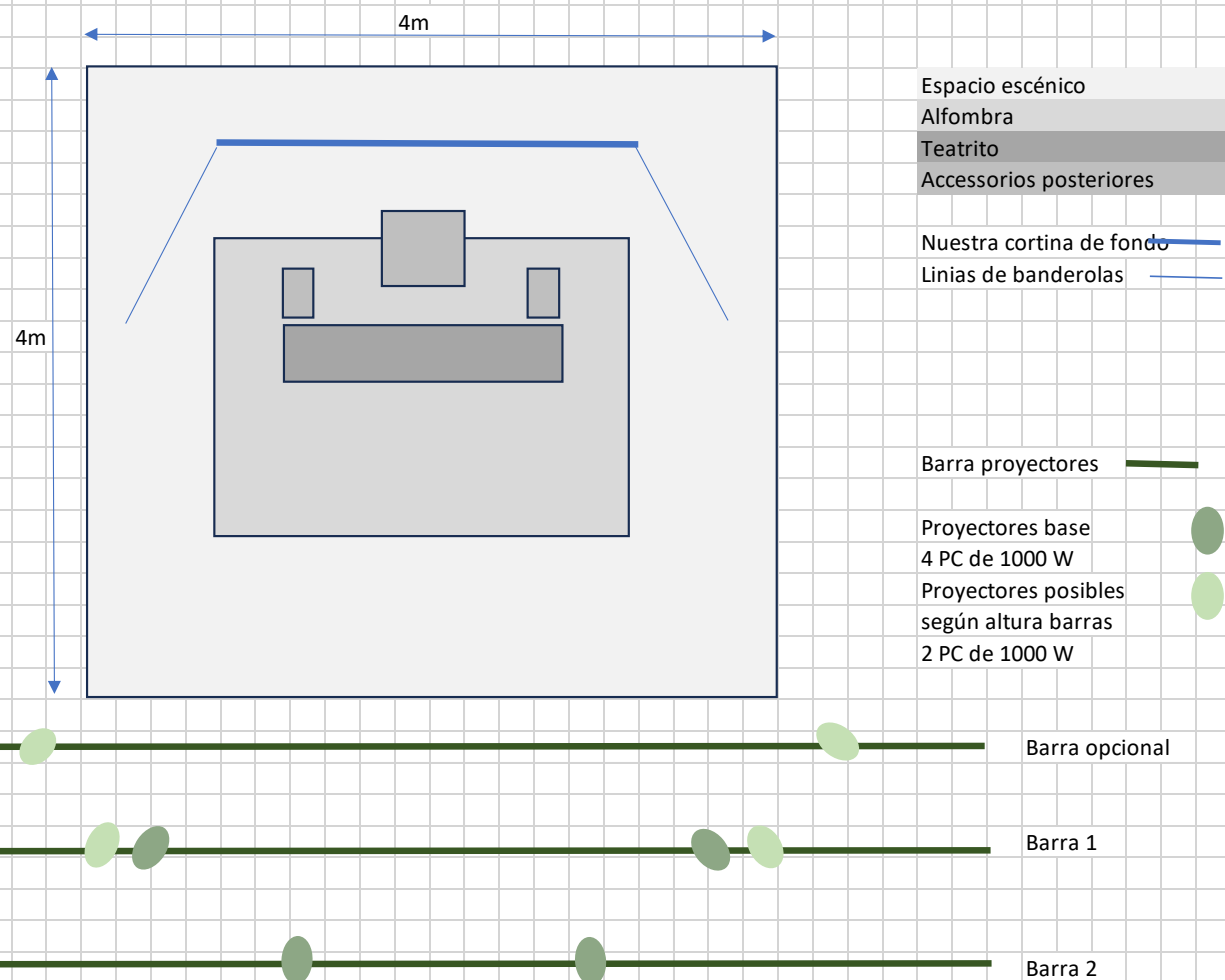 4m
4m
Espacio escénico
Alfombra
Teatrito
Accessorios posteriores
Nuestra cortina de fondo
Linias de banderolas
Barra proyectores
Proyectores base
4 PC de 1000 W
Proyectores posibles
según altura barras
2 PC de 1000 W
Barra opcional
Barra 1
Barra 2